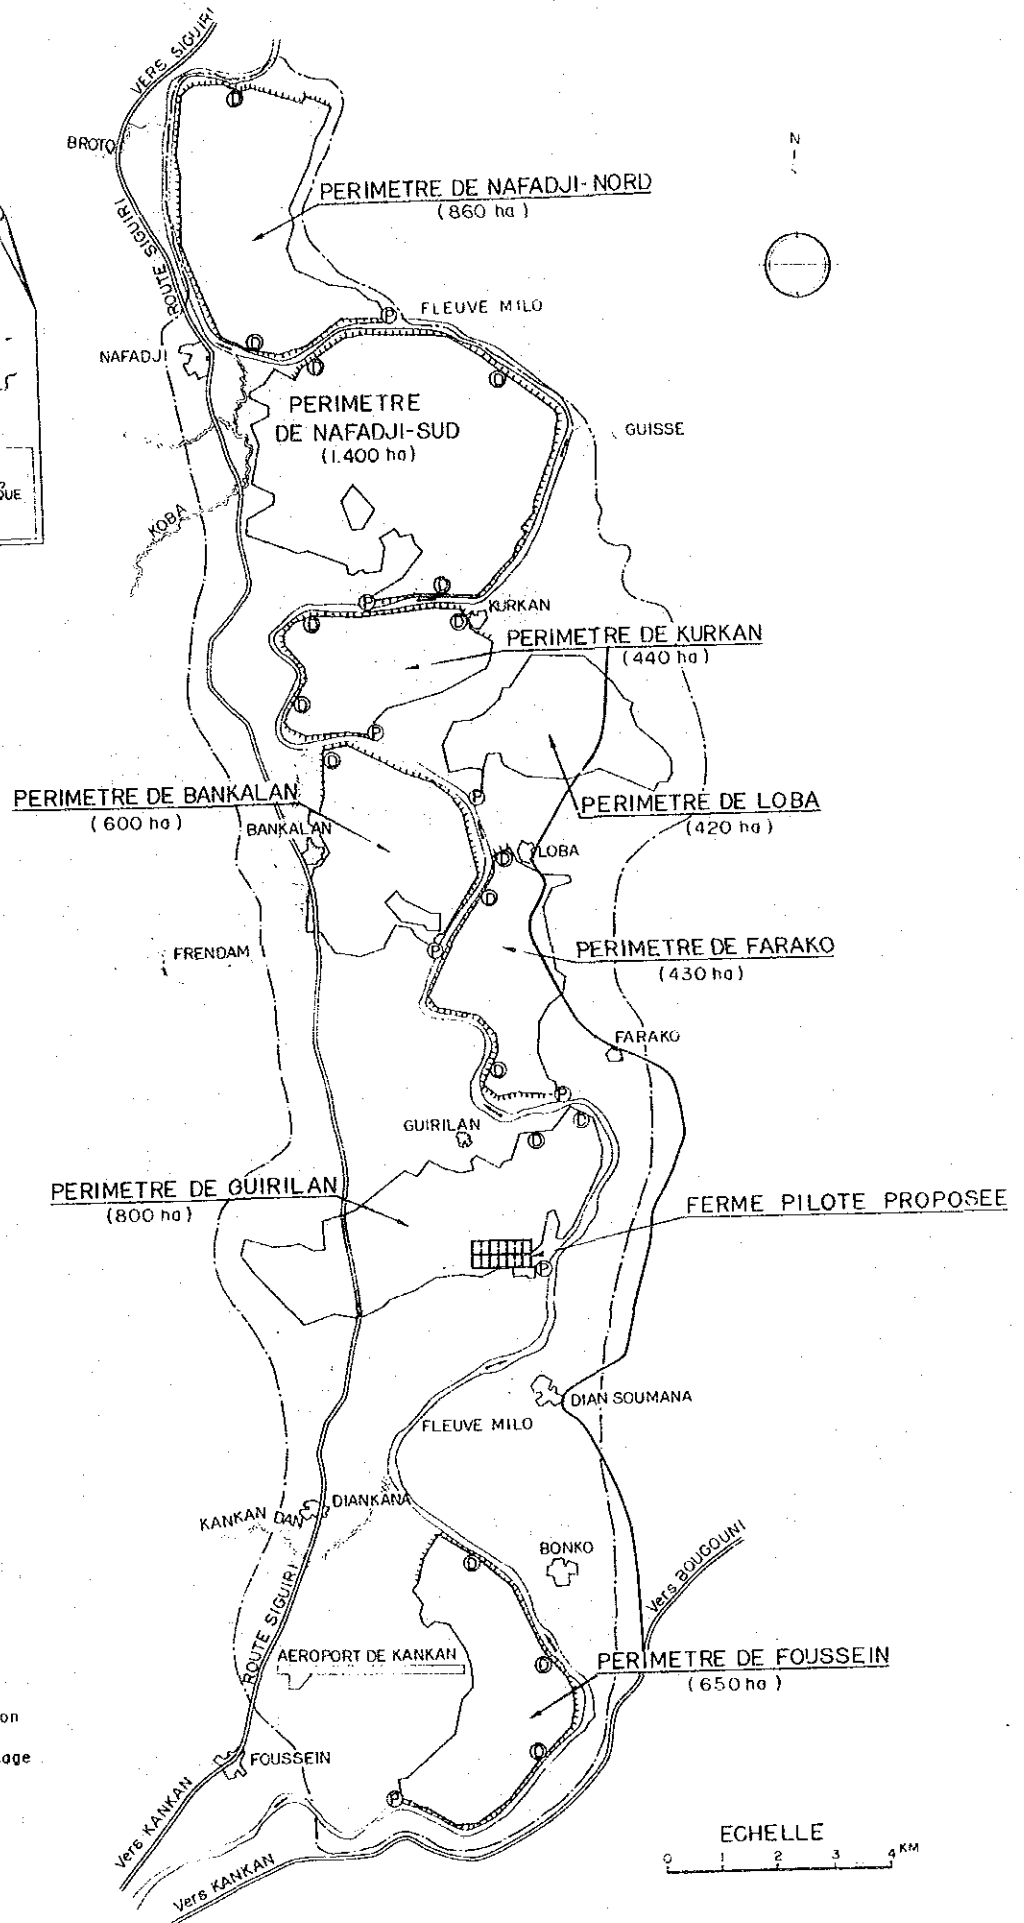 VERS SIGUIRI
BROTO
N
PERIMETRE DE NAFADJI-NORD
(860 ha)
ROUTE SIGUIRI
P
FLEUVE MILO
NAFADJI
D
D
D
D
PERIMETRE
DE NAFADJI-SUD
(1.400 ha)
GUISSE
KOBA
P
D
KURKAN
D
D
PERIMETRE DE KURKAN
(440 ha)
D
P
D
PERIMETRE DE BANKALAN
(600 ha)
P
PERIMETRE DE LOBA
(420 ha)
BANKALAN
D
LOBA
D
FRENDAM
P
PERIMETRE DE FARAKO
(430 ha)
FARAKO
D
P
D
GUIRILAN
D
PERIMETRE DE GUIRILAN
(800 ha)
FERME PILOTE PROPOSEE
P
DIAN SOUMANA
FLEUVE MILO
DIANKANA
KANKAN DAN
BONKO
D
Vers BOUGOUNI
ROUTE SIGUIRI
AEROPORT DE KANKAN
D
PERIMETRE DE FOUSSEIN
(650 ha)
on
age
D
FOUSSEIN
P
Vers KANKAN
Vers KANKAN
ECHELLE
0 1 2 3 4 KM